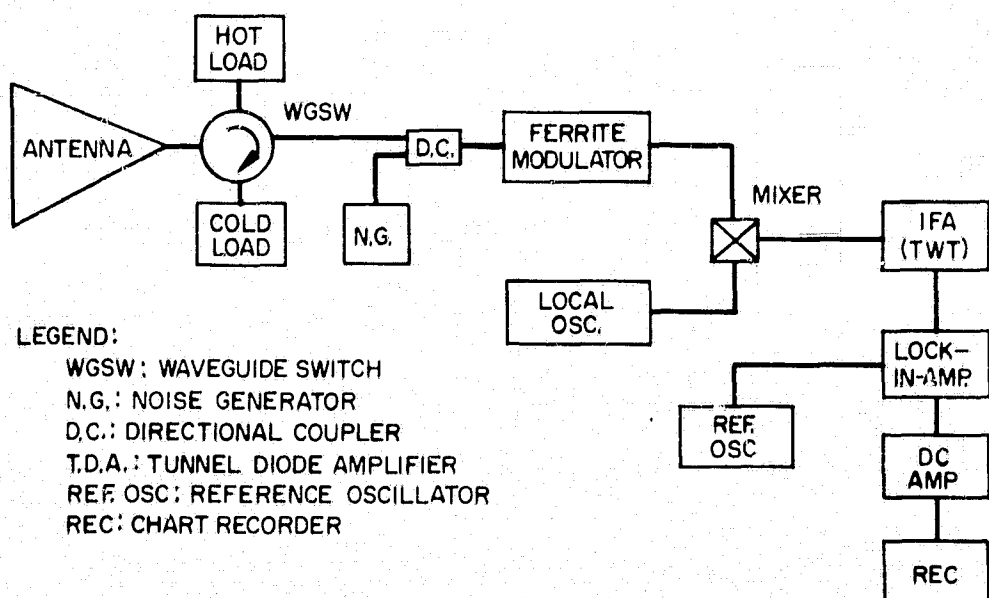 HOT
LOAD
WGSW
ANTENNA
D.C.
FERRITE
MODULATOR
COLD
LOAD
N.G.
MIXER
IFA
(TWT)
LOCAL
OSC.
LEGEND:
WGSW: WAVEGUIDE SWITCH
N.G.: NOISE GENERATOR
D.C.: DIRECTIONAL COUPLER
T.D.A.: TUNNEL DIODE AMPLIFIER
REF. OSC: REFERENCE OSCILLATOR
REC: CHART RECORDER
LOCK-
IN-AMP.
REF.
OSC
DC
AMP
REC